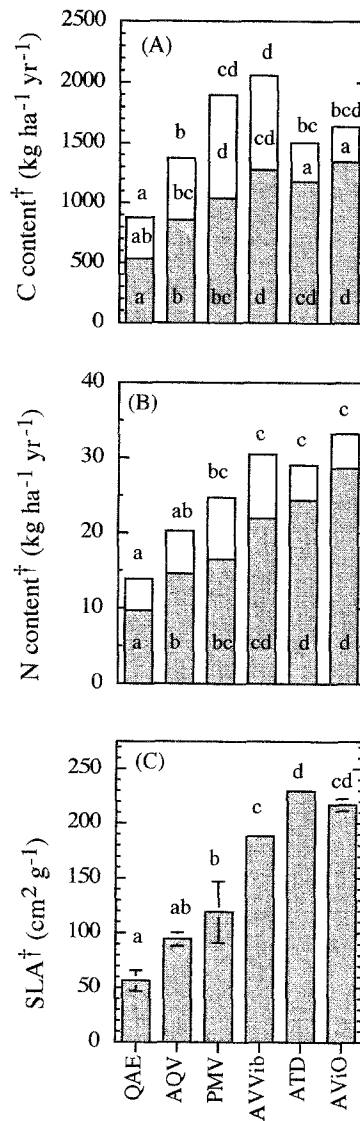 (A)
C content† (kg ha-1 yr-1)
2500
2000
1500
1000
500
0
a
b
cd
d
bc
bcd
ab
bc
d
cd
a
a
a
b
bc
d
cd
d
(B)
N content† (kg ha-1 yr-1)
40
30
20
10
0
a
ab
bc
c
c
c
a
b
bc
cd
d
d
(C)
SLA† (cm2 g-1)
250
200
150
100
50
0
a
ab
b
c
d
cd
QAE
AQV
PMV
AVVib
ATD
AViO